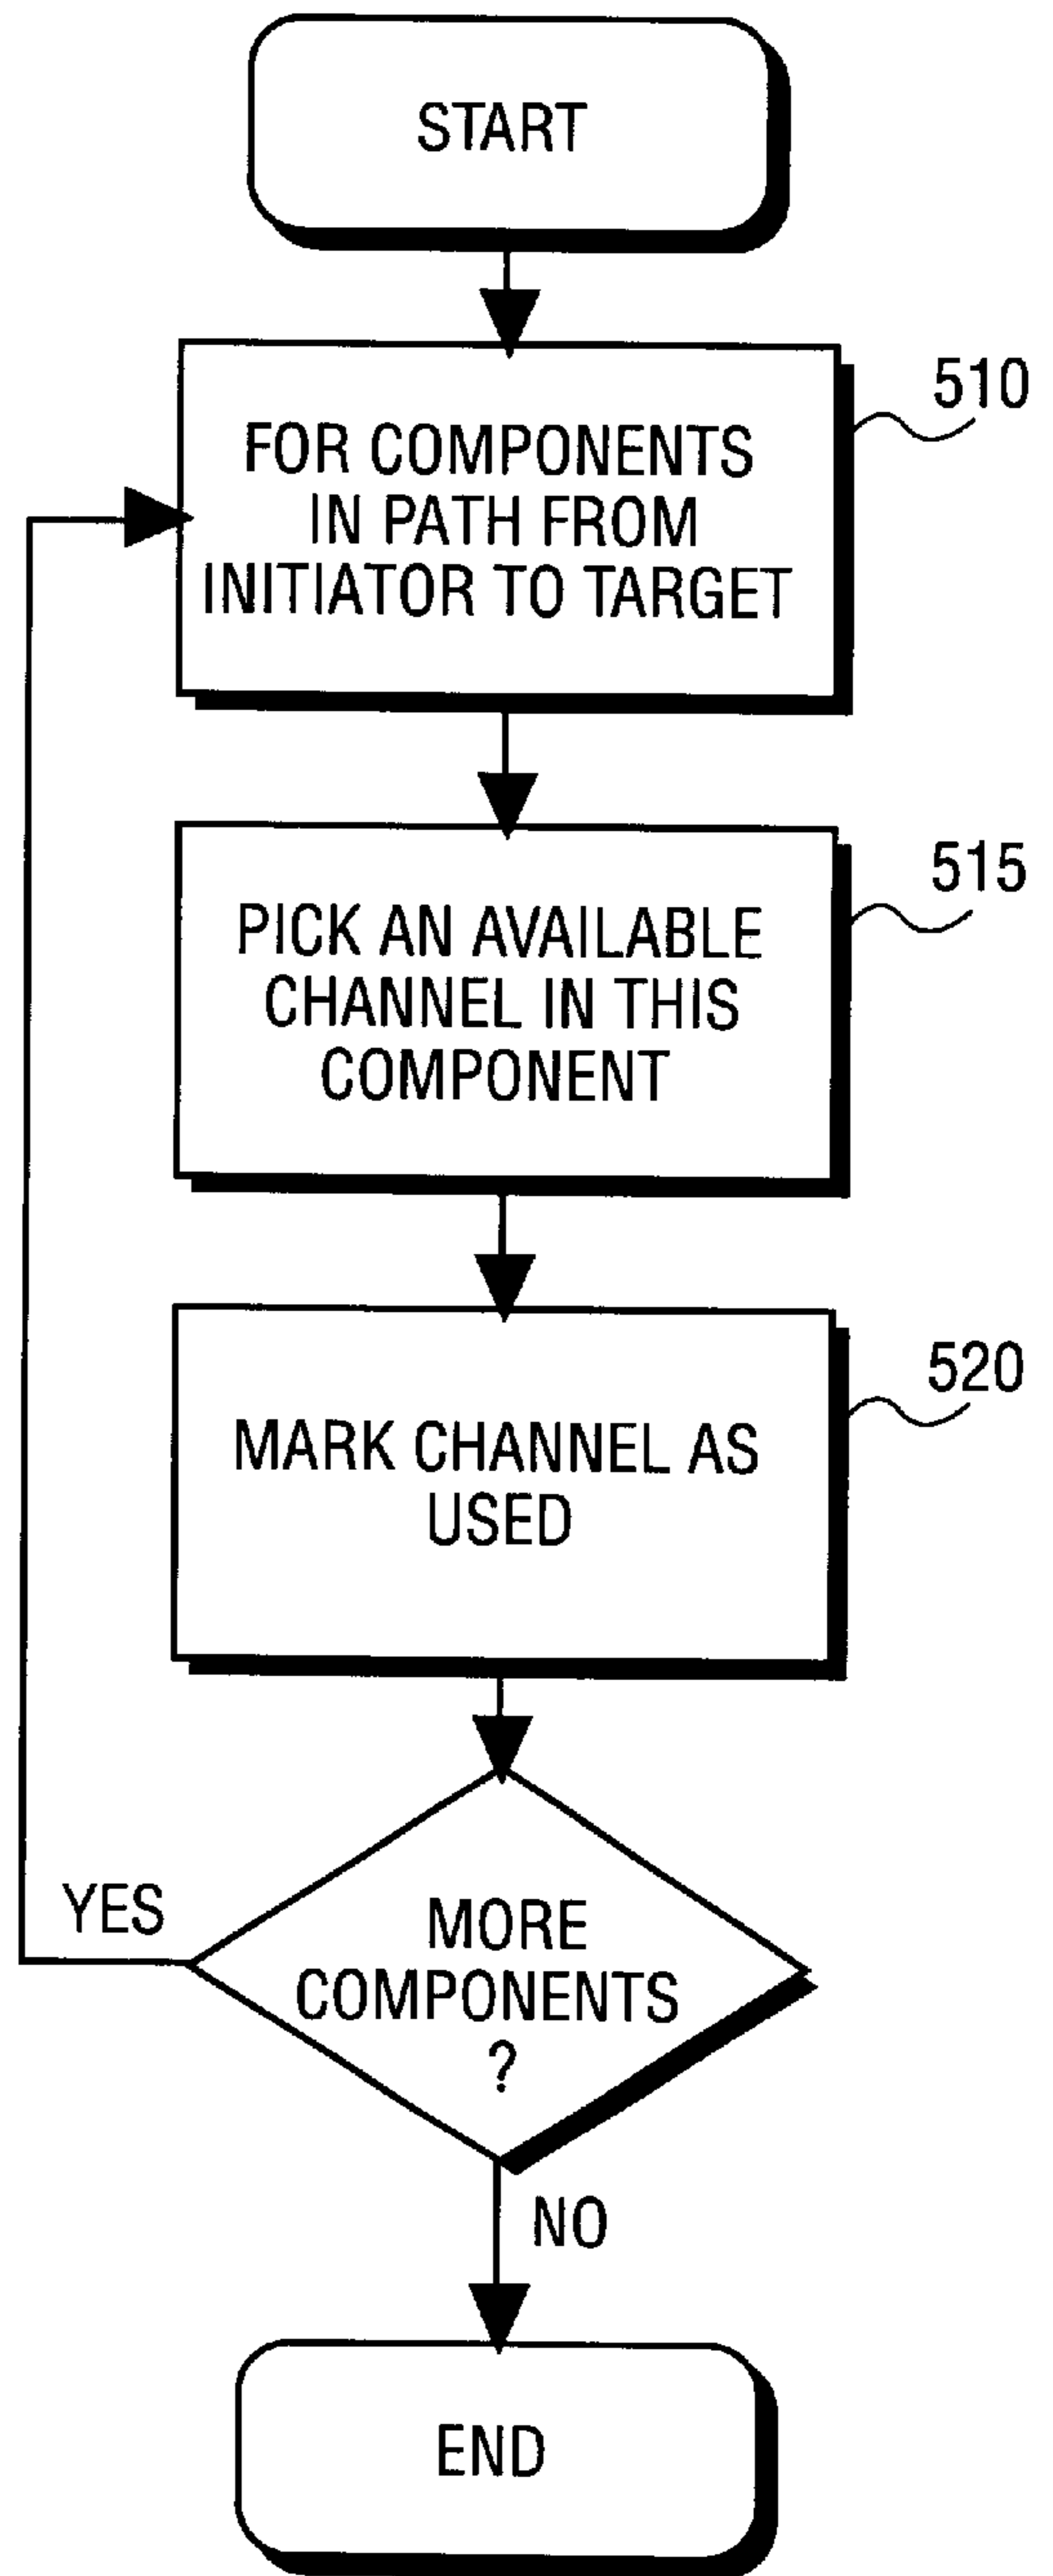 START
FOR COMPONENTS
IN PATH FROM
INITIATOR TO TARGET
510
PICK AN AVAILABLE
CHANNEL IN THIS
COMPONENT
515
MARK CHANNEL AS
USED
520
YES
MORE
COMPONENTS
?
NO
END